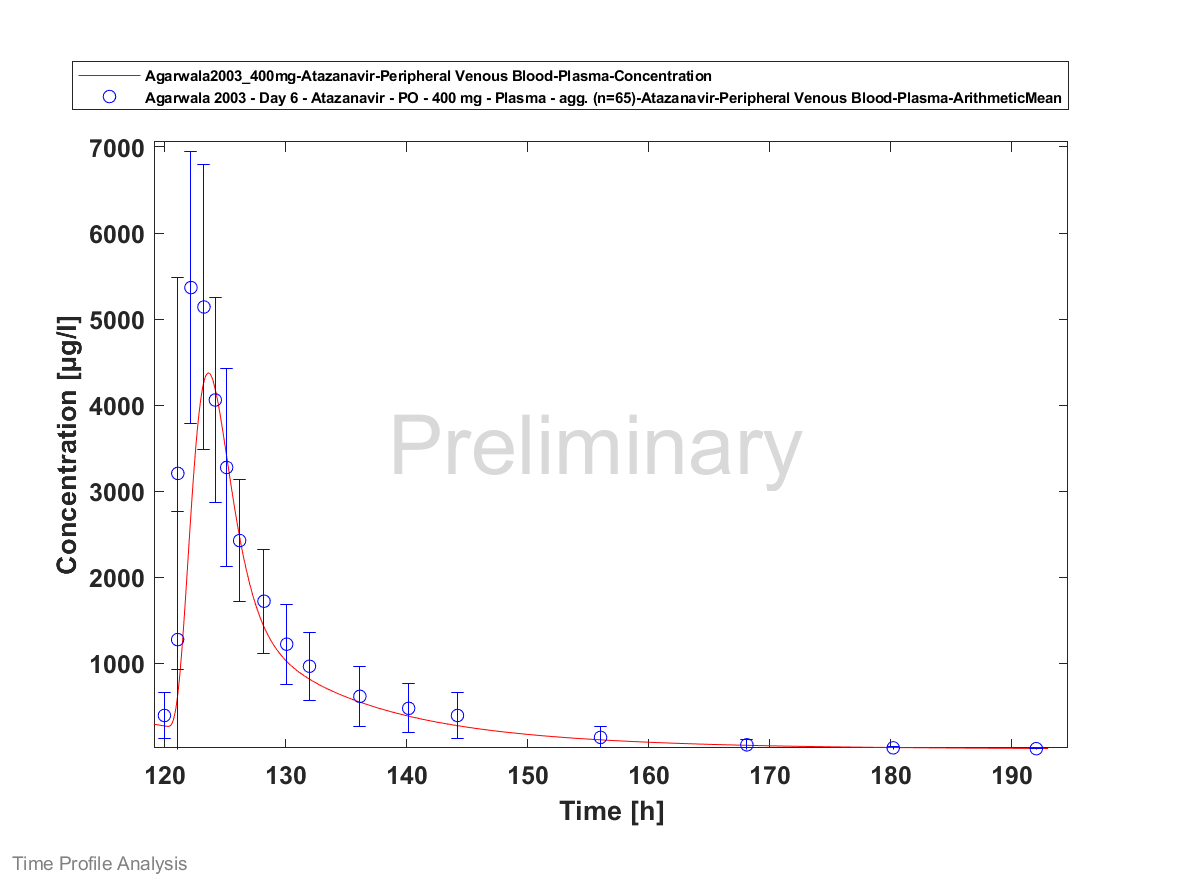 Agarwala2003_400mg-Atazanavir-Peripheral Venous Blood-Plasma-Concentration
Agarwala 2003 - Day 6 - Atazanavir - PO - 400 mg - Plasma - agg. (n=65)-Atazanavir-Peripheral Venous Blood-Plasma-ArithmeticMean
7000
6000
5000
4000
3000
2000
1000
Concentration [µg/l]
Preliminary
120 130 140 150 160 170 180 190
Time [h]
Time Profile Analysis